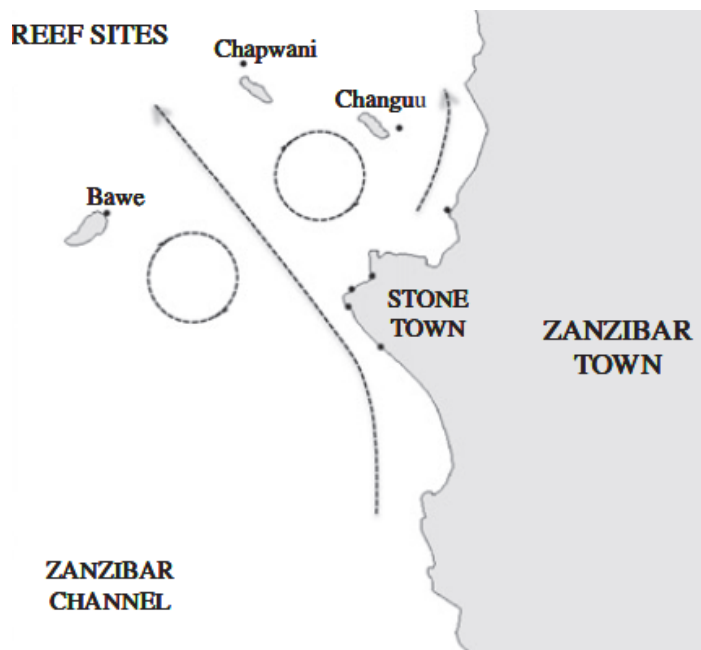 REEF SITES
Chapwani
Changuu
Bawe
STONE
TOWN
ZANZIBAR
TOWN
ZANZIBAR
CHANNEL